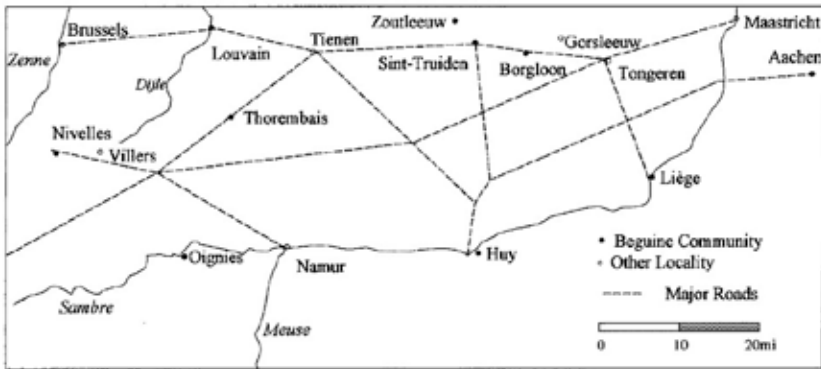 Zoutleeuw
Brussels
Tienen
Gorsleeuw
Maastricht
Louvain
Sint-Truiden
Borgloon
Tongeren
Aachen
Zenne
Dijle
Thorembais
Nivelles
Villers
Liège
Beguine Community
Other Locality
Oignies
Namur
Huy
Major Roads
Sambre
Meuse
0 10 20mi